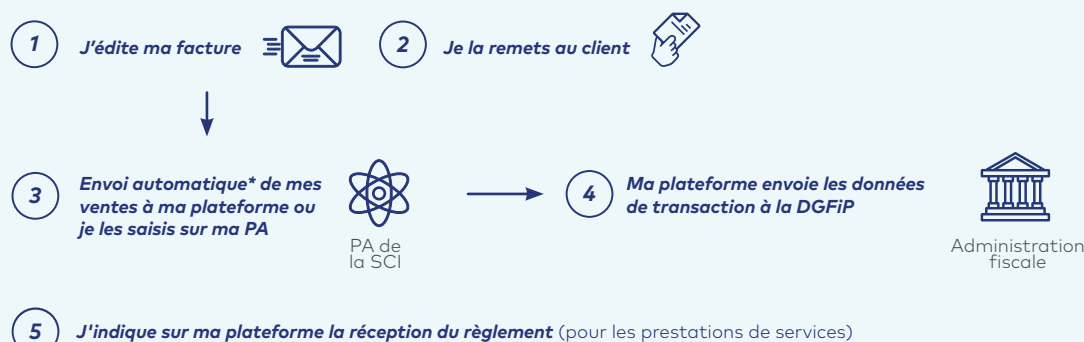 1
J'édite ma facture
2
Je la remets au client
3
Envoi automatique* de mes
ventes à ma plateforme ou
je les saisis sur ma PA
PA de
la SCI
4
Ma plateforme envoie les données
de transaction à la DGFiP
Administration
fiscale
5
J'indique sur ma plateforme la réception du règlement (pour les prestations de services)